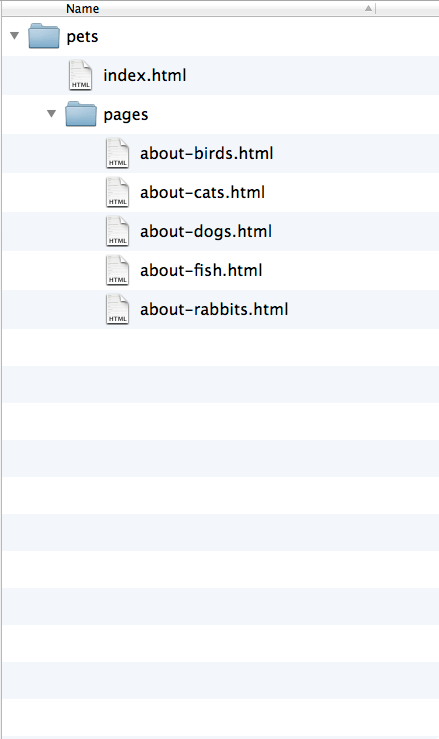 Name
pets
HTML
index.html
pages
HTML
about-birds.html
HTML
about-cats.html
HTML
about-dogs.html
HTML
about-fish.html
HTML
about-rabbits.html